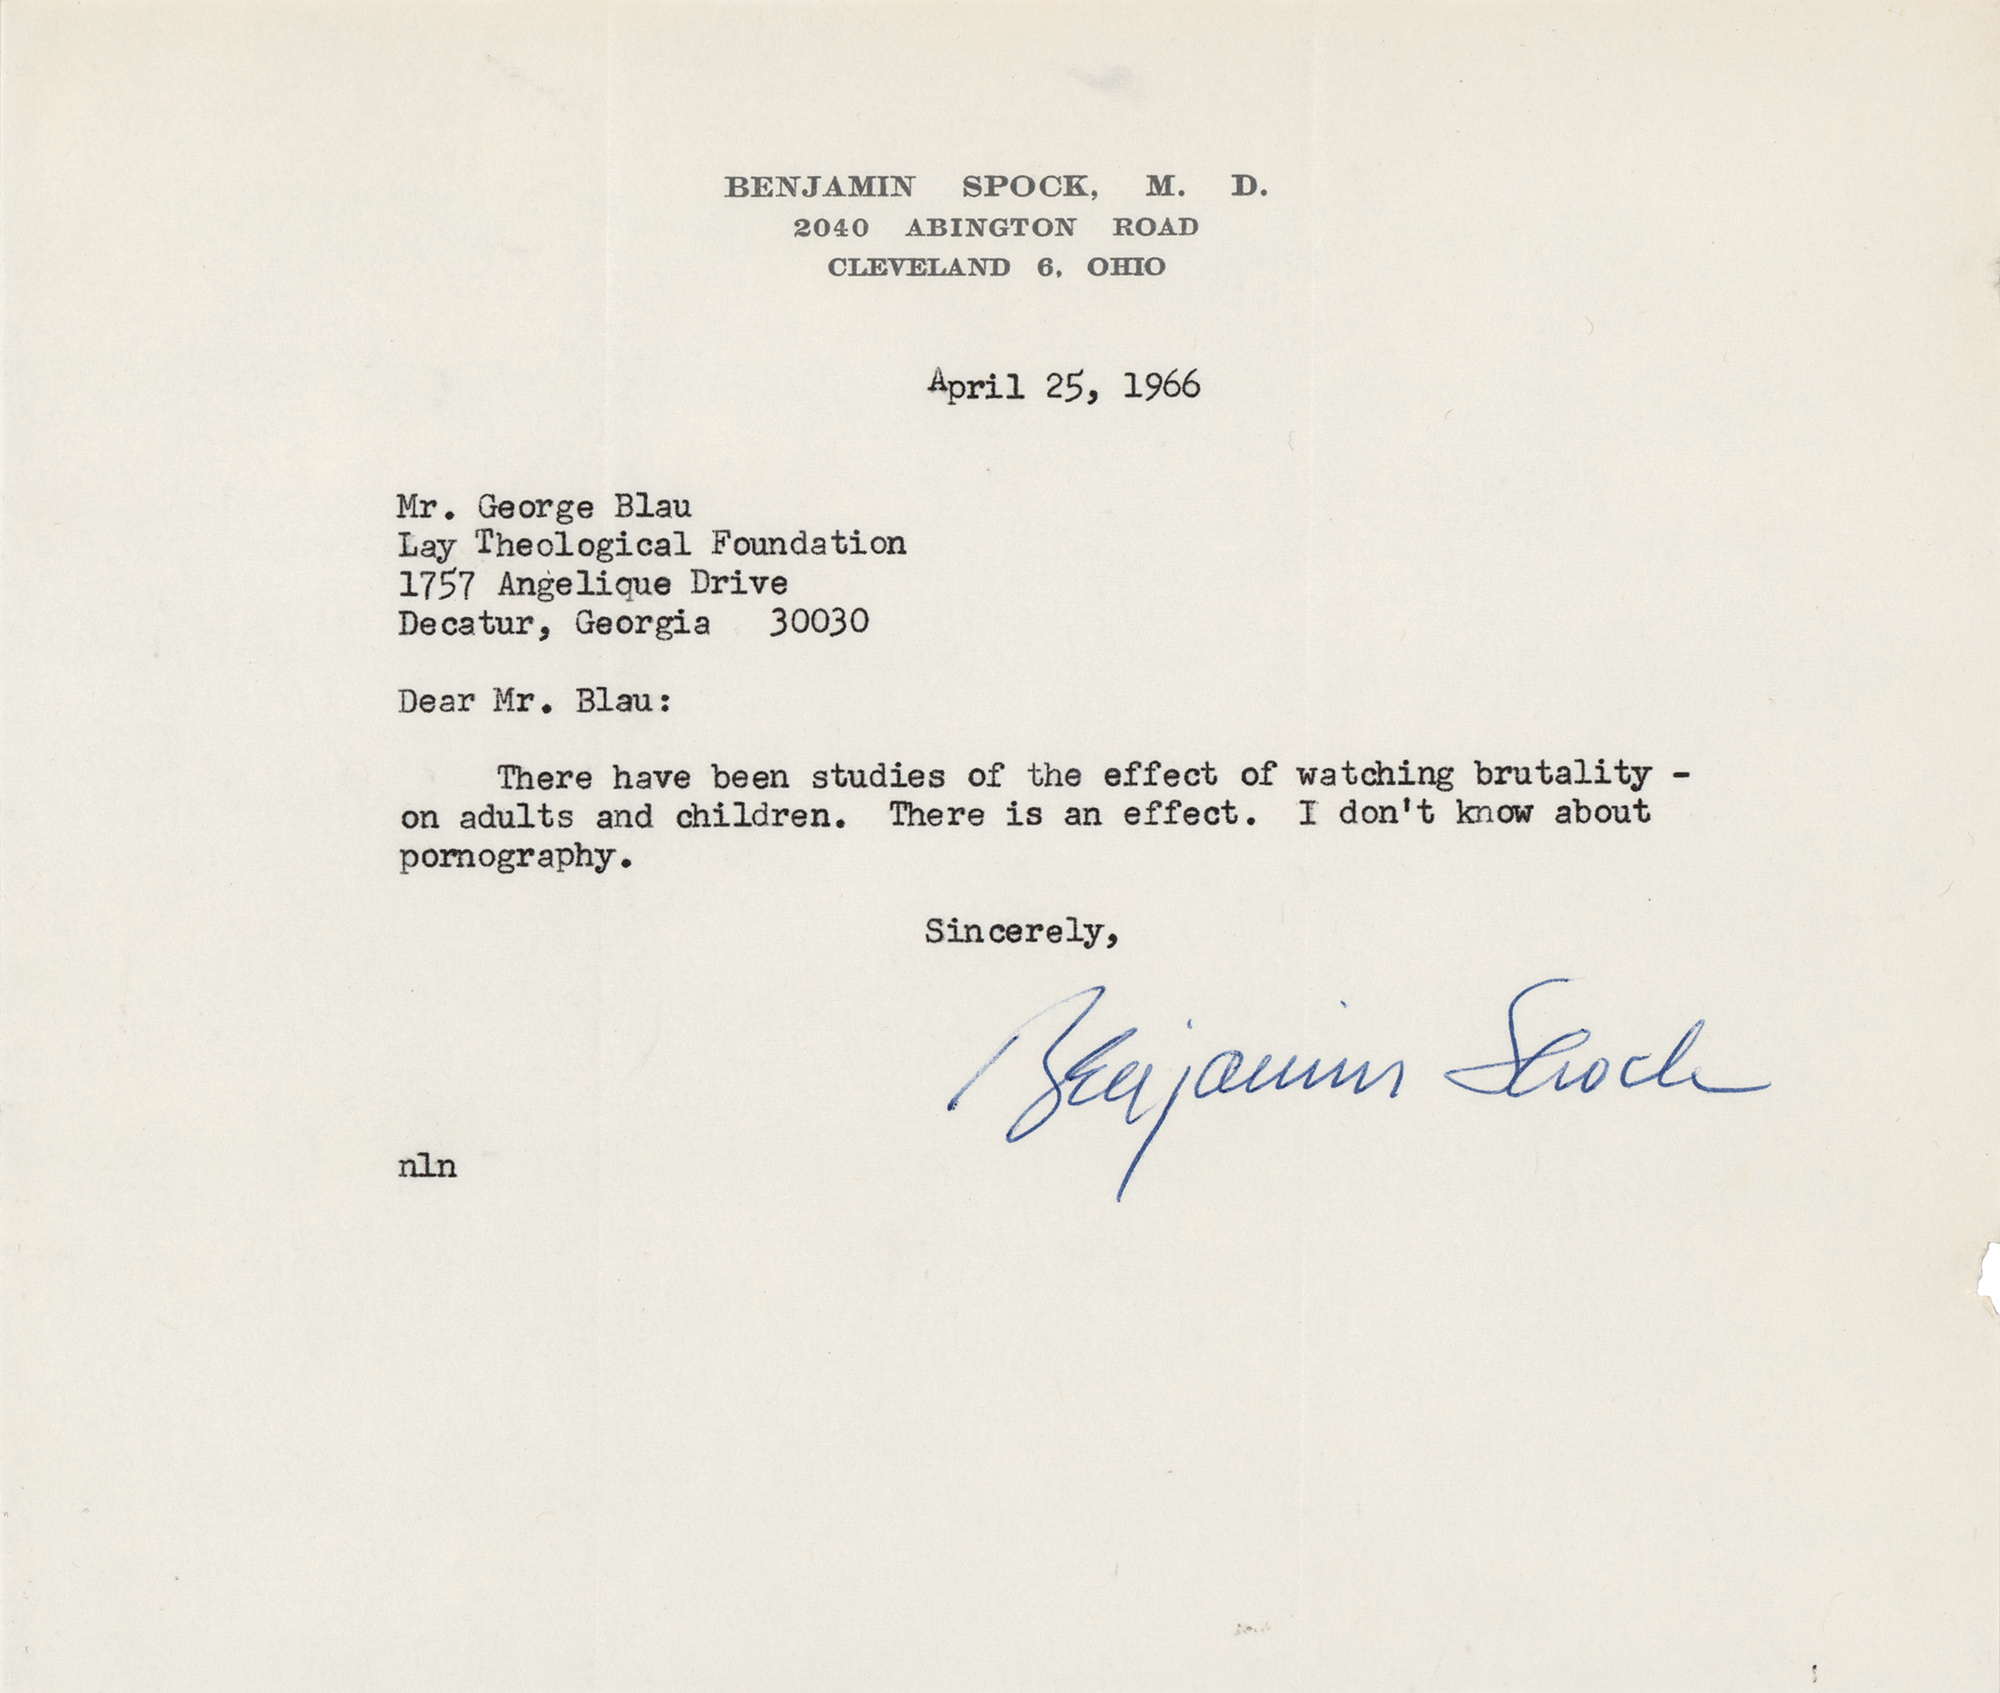 BENJAMIN SPOCK, M. D.
2040 ABINGTON ROAD
CLEVELAND 6, OHIO
April 25, 1966
Mr. George Blau
Lay Theological Foundation
1757 Angelique Drive
Decatur, Georgia 30030
Dear Mr. Blau:
There have been studies of the effect of watching brutality -
on adults and children. There is an effect. I don't know about
pornography.
Sincerely,
Benjamin Spock
nln